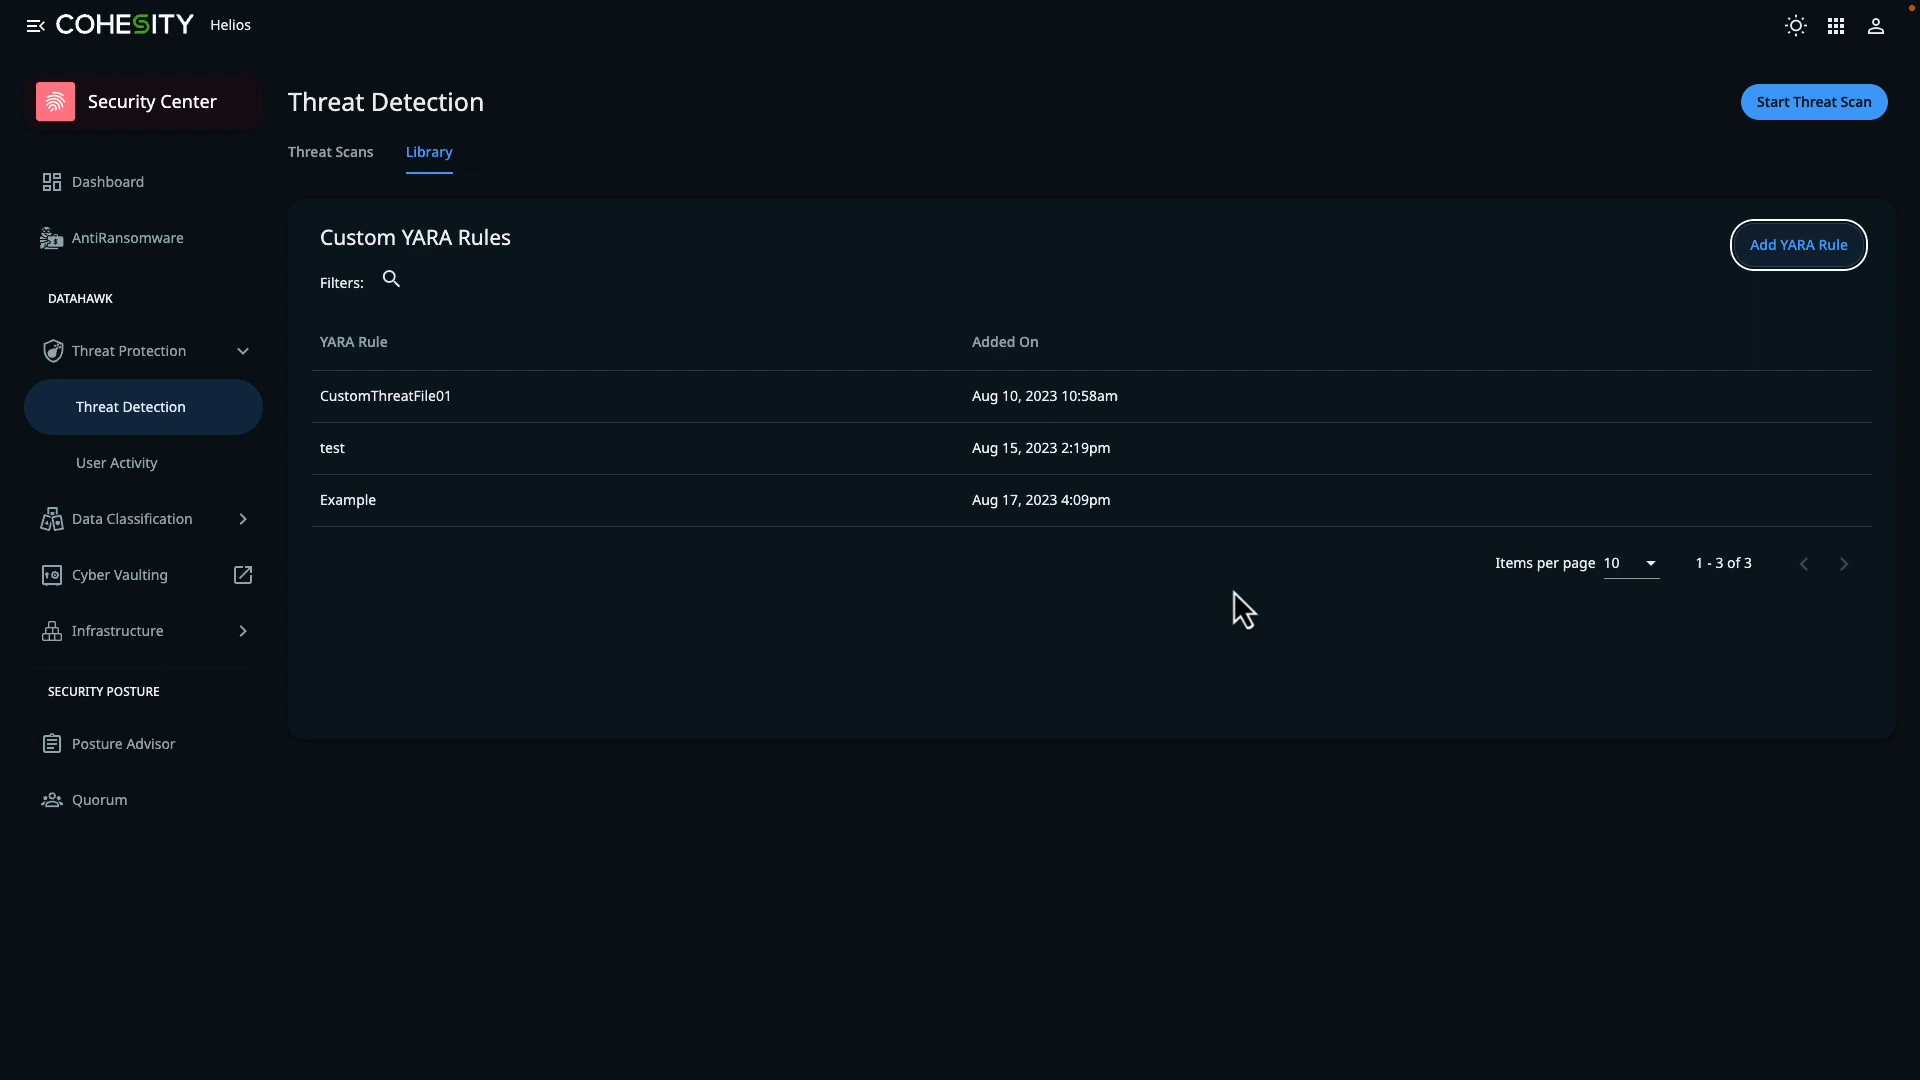 COHESITY Helios
Security Center
Threat Detection
Start Threat Scan
Threat Scans
Library
Dashboard
AntiRansomware
DATAHAWK
Threat Protection
Threat Detection
User Activity
Data Classification
Cyber Vaulting
Infrastructure
SECURITY POSTURE
Posture Advisor
Quorum
Custom YARA Rules
Add YARA Rule
Filters:
YARA Rule Added On
CustomThreatFile01 Aug 10, 2023 10:58am
test Aug 15, 2023 2:19pm
Example Aug 17, 2023 4:09pm
Items per page 10 1 - 3 of 3